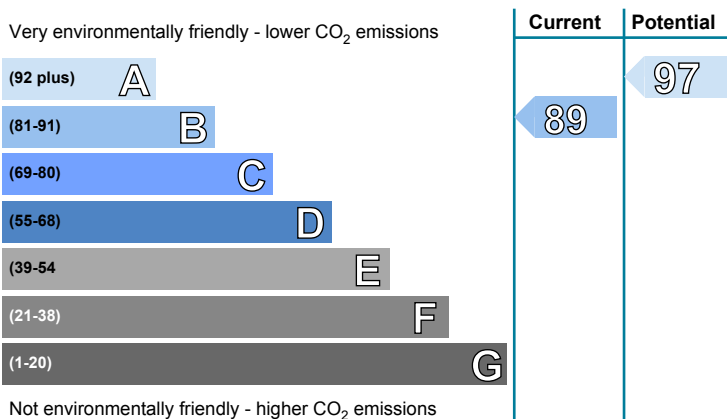 Very environmentally friendly - lower CO2 emissions
Current Potential
(92 plus) A
97
(81-91) B
89
(69-80) C
(55-68) D
(39-54 E
(21-38) F
(1-20) G
Not environmentally friendly - higher CO2 emissions